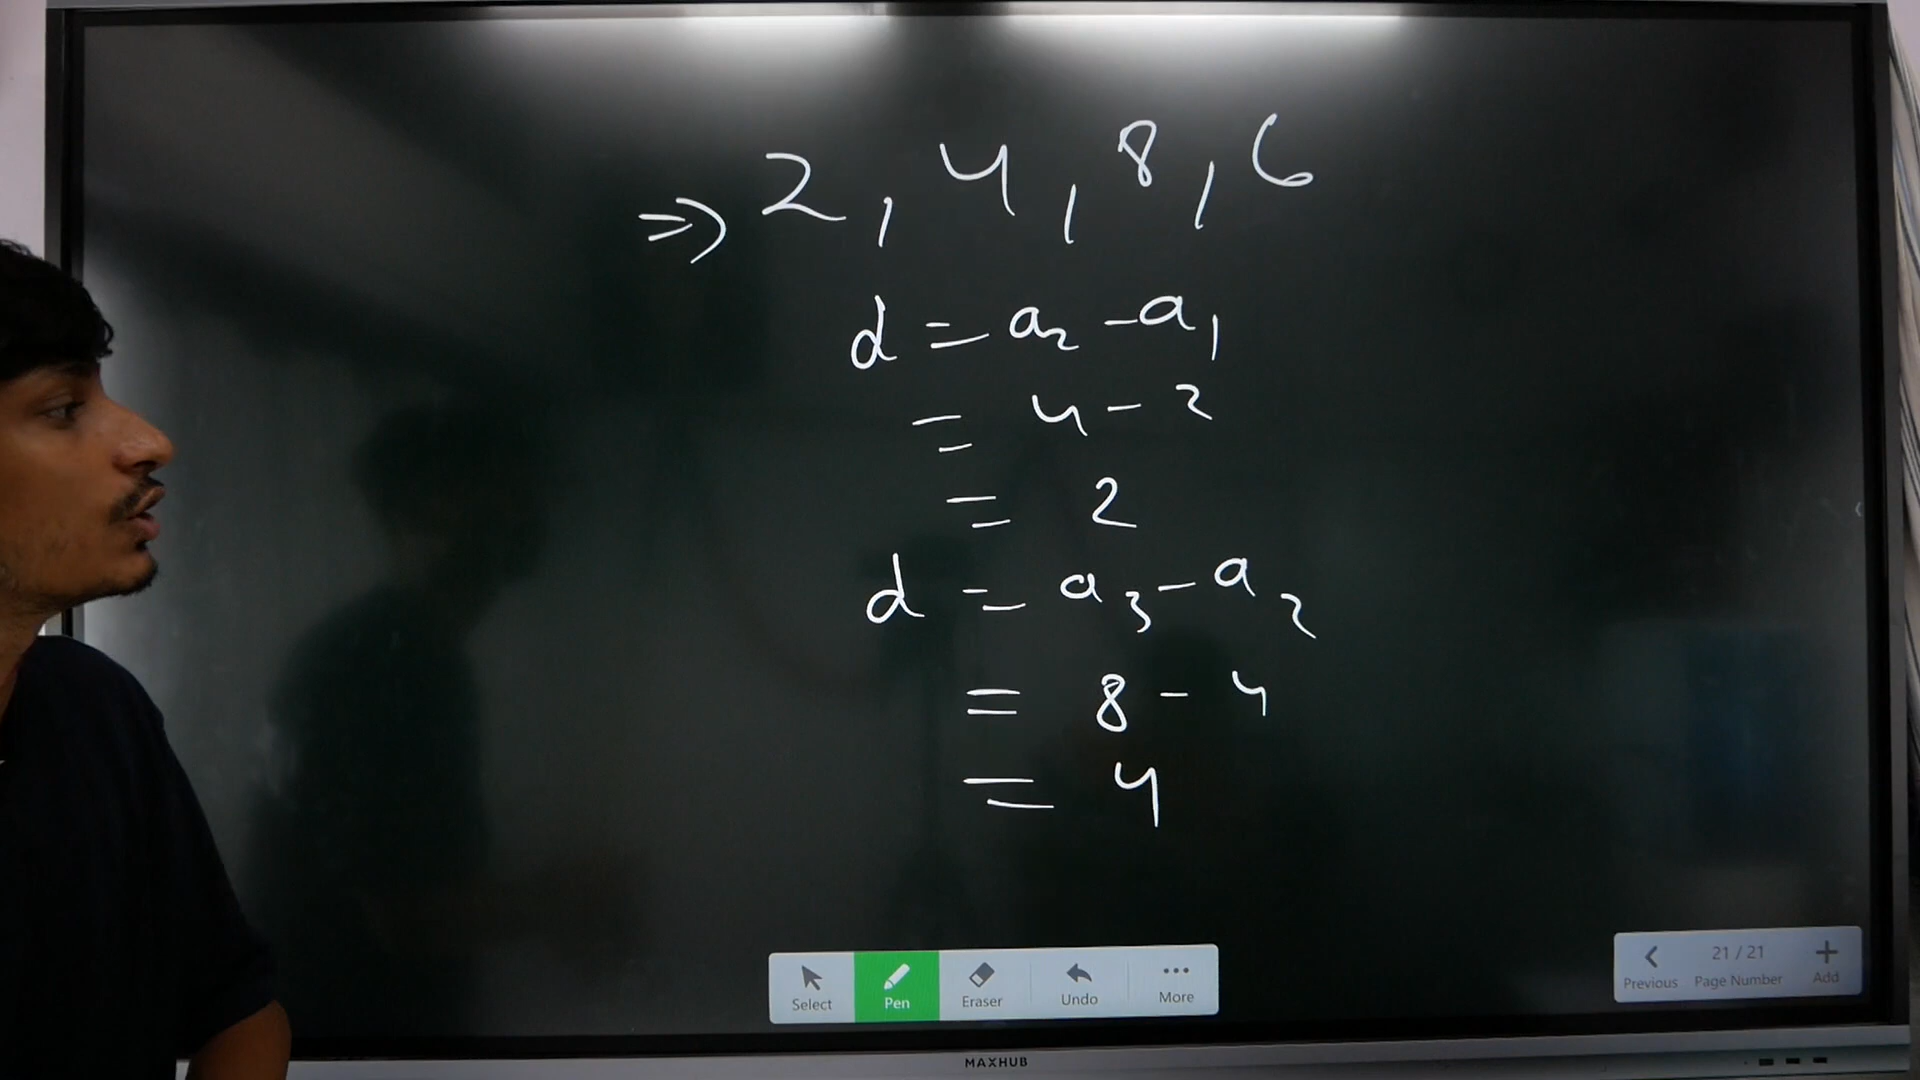 ⇒ 2, 4, 8, 6
d = a₂ - a₁
= 4 - 2
= 2
d = a₃ - a₂
= 8 - 4
= 4
Select Pen Eraser Undo More
Previous 21 / 21 Page Number Add
MAXHUB